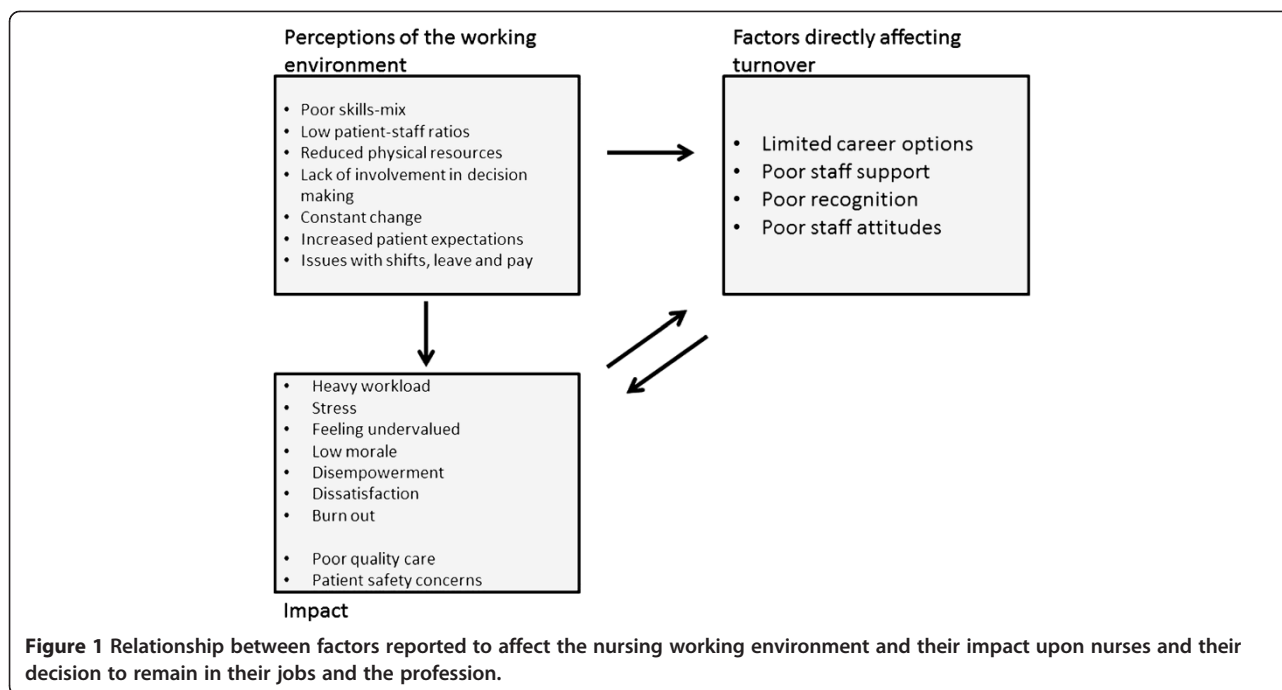 Perceptions of the working
environment
• Poor skills-mix
• Low patient-staff ratios
• Reduced physical resources
• Lack of involvement in decision
making
• Constant change
• Increased patient expectations
• Issues with shifts, leave and pay
Factors directly affecting
turnover
• Limited career options
• Poor staff support
• Poor recognition
• Poor staff attitudes
• Heavy workload
• Stress
• Feeling undervalued
• Low morale
• Disempowerment
• Dissatisfaction
• Burn out
• Poor quality care
• Patient safety concerns
Impact
Figure 1 Relationship between factors reported to affect the nursing working environment and their impact upon nurses and their
decision to remain in their jobs and the profession.